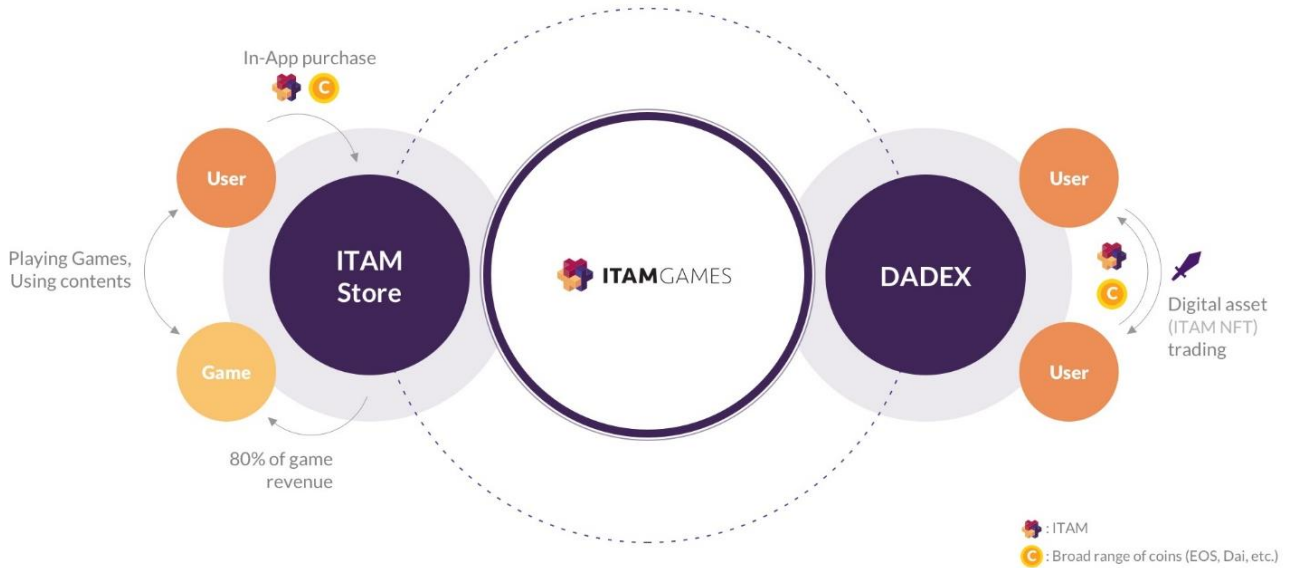 In-App purchase
C
User
Playing Games,
Using contents
Game
80% of game
revenue
ITAM
Store
ITAMGAMES
DADEX
User
C
Digital asset
(ITAM NFT)
trading
User
: ITAM
C : Broad range of coins (EOS, Dai, etc.)